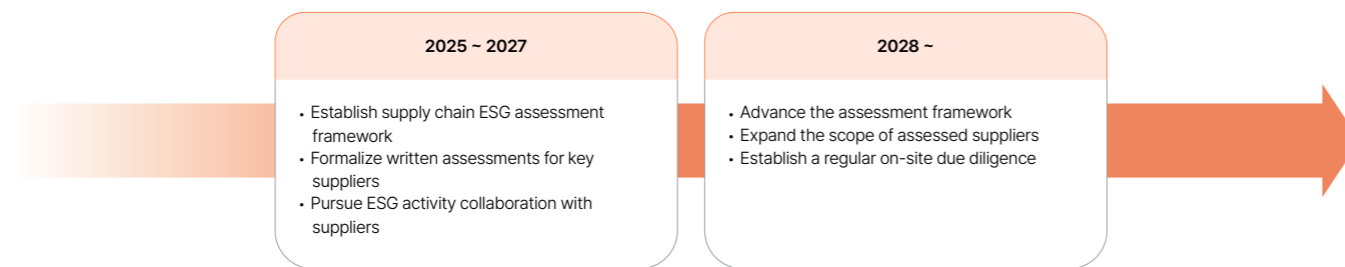 2025 ~ 2027
• Establish supply chain ESG assessment
framework
• Formalize written assessments for key
suppliers
• Pursue ESG activity collaboration with
suppliers
2028 ~
• Advance the assessment framework
• Expand the scope of assessed suppliers
• Establish a regular on-site due diligence